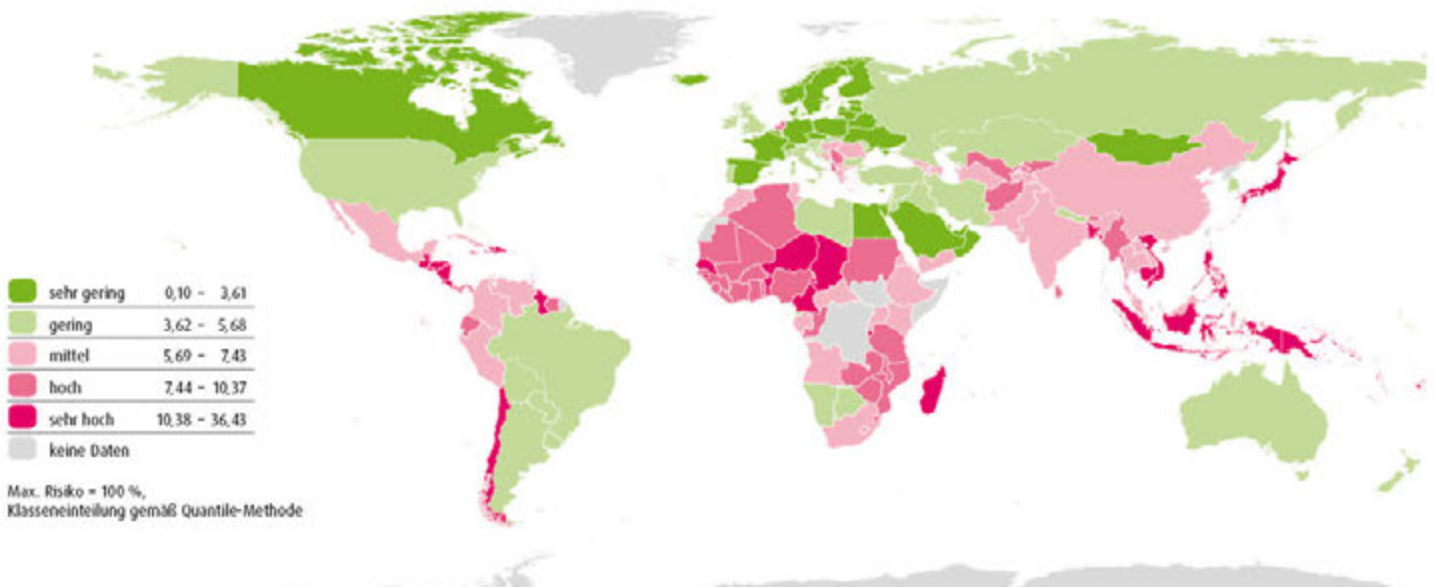 sehr gering 0,10 - 3,61
gering 3,62 - 5,68
mittel 5,69 - 7,43
hoch 7,44 - 10,37
sehr hoch 10,38 - 36,43
keine Daten
Max. Risiko = 100 %,
Klasseneinteilung gemäß Quantile-Methode